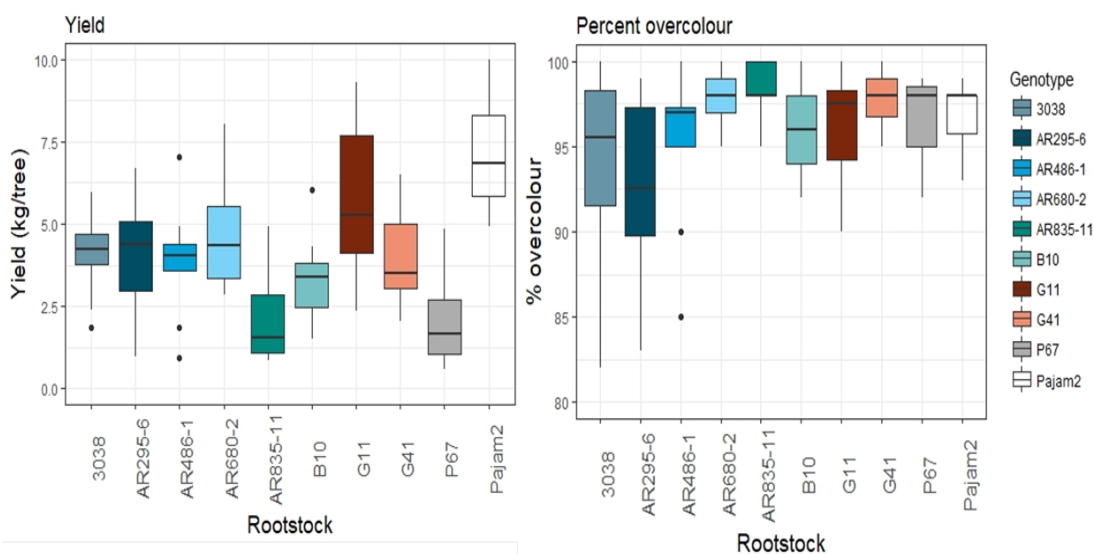 Yield
Yield (kg/tree)
10.0
7.5
5.0
2.5
0.0
3038
AR295-6
AR486-1
AR680-2
AR835-11
B10
G11
G41
P67
Pajam2
Rootstock
Percent overcolour
% overcolour
100
95
90
85
80
3038
AR295-6
AR486-1
AR680-2
AR835-11
B10
G11
G41
P67
Pajam2
Rootstock
Genotype
3038
AR295-6
AR486-1
AR680-2
AR835-11
B10
G11
G41
P67
Pajam2